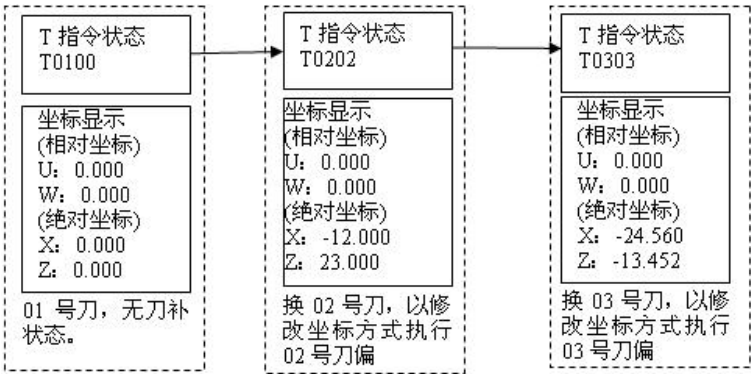 T 指令状态
T0100
坐标显示
(相对坐标)
U：0.000
W：0.000
(绝对坐标)
X：0.000
Z：0.000
01 号刀，无刀补
状态。
T 指令状态
T0202
坐标显示
(相对坐标)
U：0.000
W：0.000
(绝对坐标)
X：-12.000
Z：23.000
换 02 号刀，以修
改坐标方式执行
02 号刀偏
T 指令状态
T0303
坐标显示
(相对坐标)
U：0.000
W：0.000
(绝对坐标)
X：-24.560
Z：-13.452
换 03 号刀，以修
改坐标方式执行
03 号刀偏